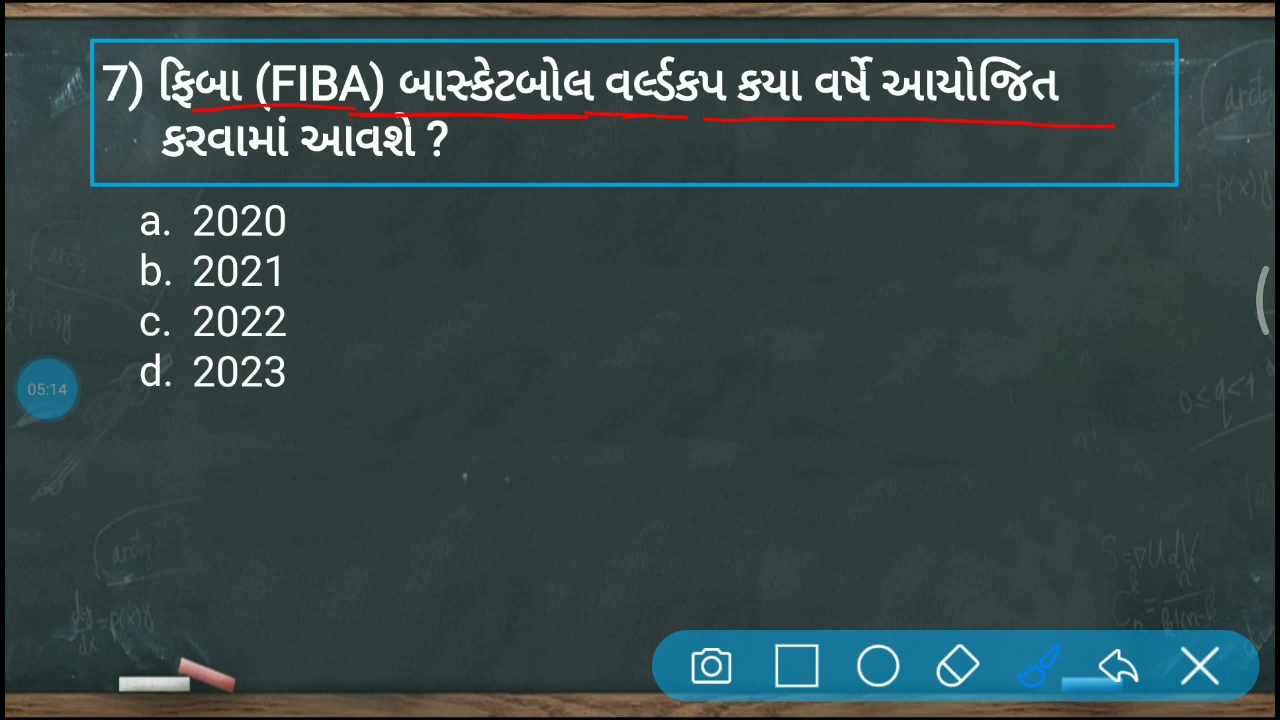 7) ફિબા (FIBA) બાસ્કેટબોલ વર્લ્ડકપ કયા વર્ષે આયોજિત
કરવામાં આવશે ?
a. 2020
b. 2021
c. 2022
d. 2023
05:14